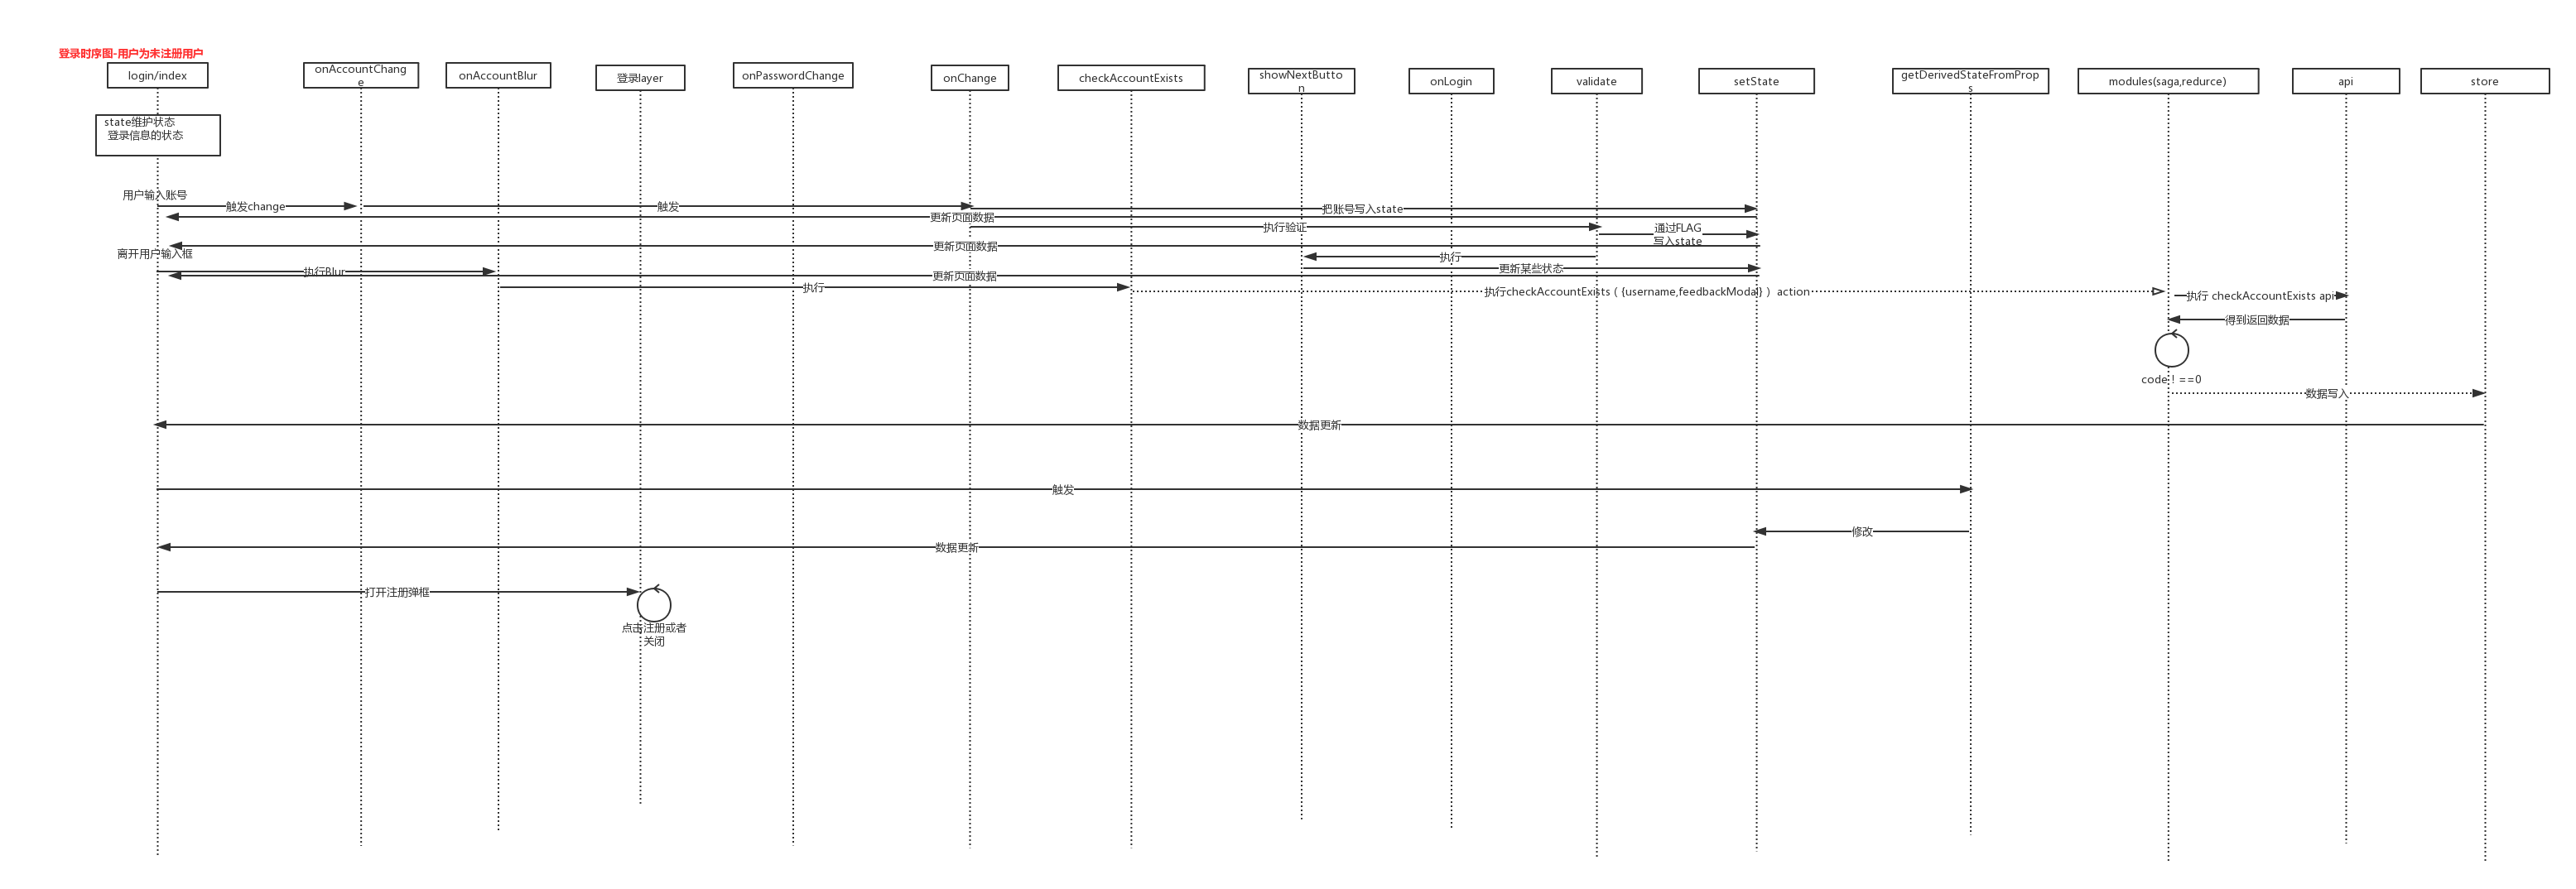 登录时序图-用户为未注册用户
login/index
onAccountChang
e
onAccountBlur
登录layer
onPasswordChange
onChange
checkAccountExists
showNextButto
n
onLogin
validate
setState
getDerivedStateFromProp
s
modules(saga,redurce)
api
store
state维护状态
登录信息的状态
用户输入账号
触发change
触发
把账号写入state
更新页面数据
执行验证
通过FLAG
写入state
更新页面数据
离开用户输入框
执行
更新某些状态
执行Blur
更新页面数据
执行
执行checkAccountExists ( {username,feedbackModal} ) action
执行 checkAccountExists api
得到返回数据
code ! ==0
数据写入
数据更新
触发
修改
数据更新
打开注册弹框
点击注册或者
关闭